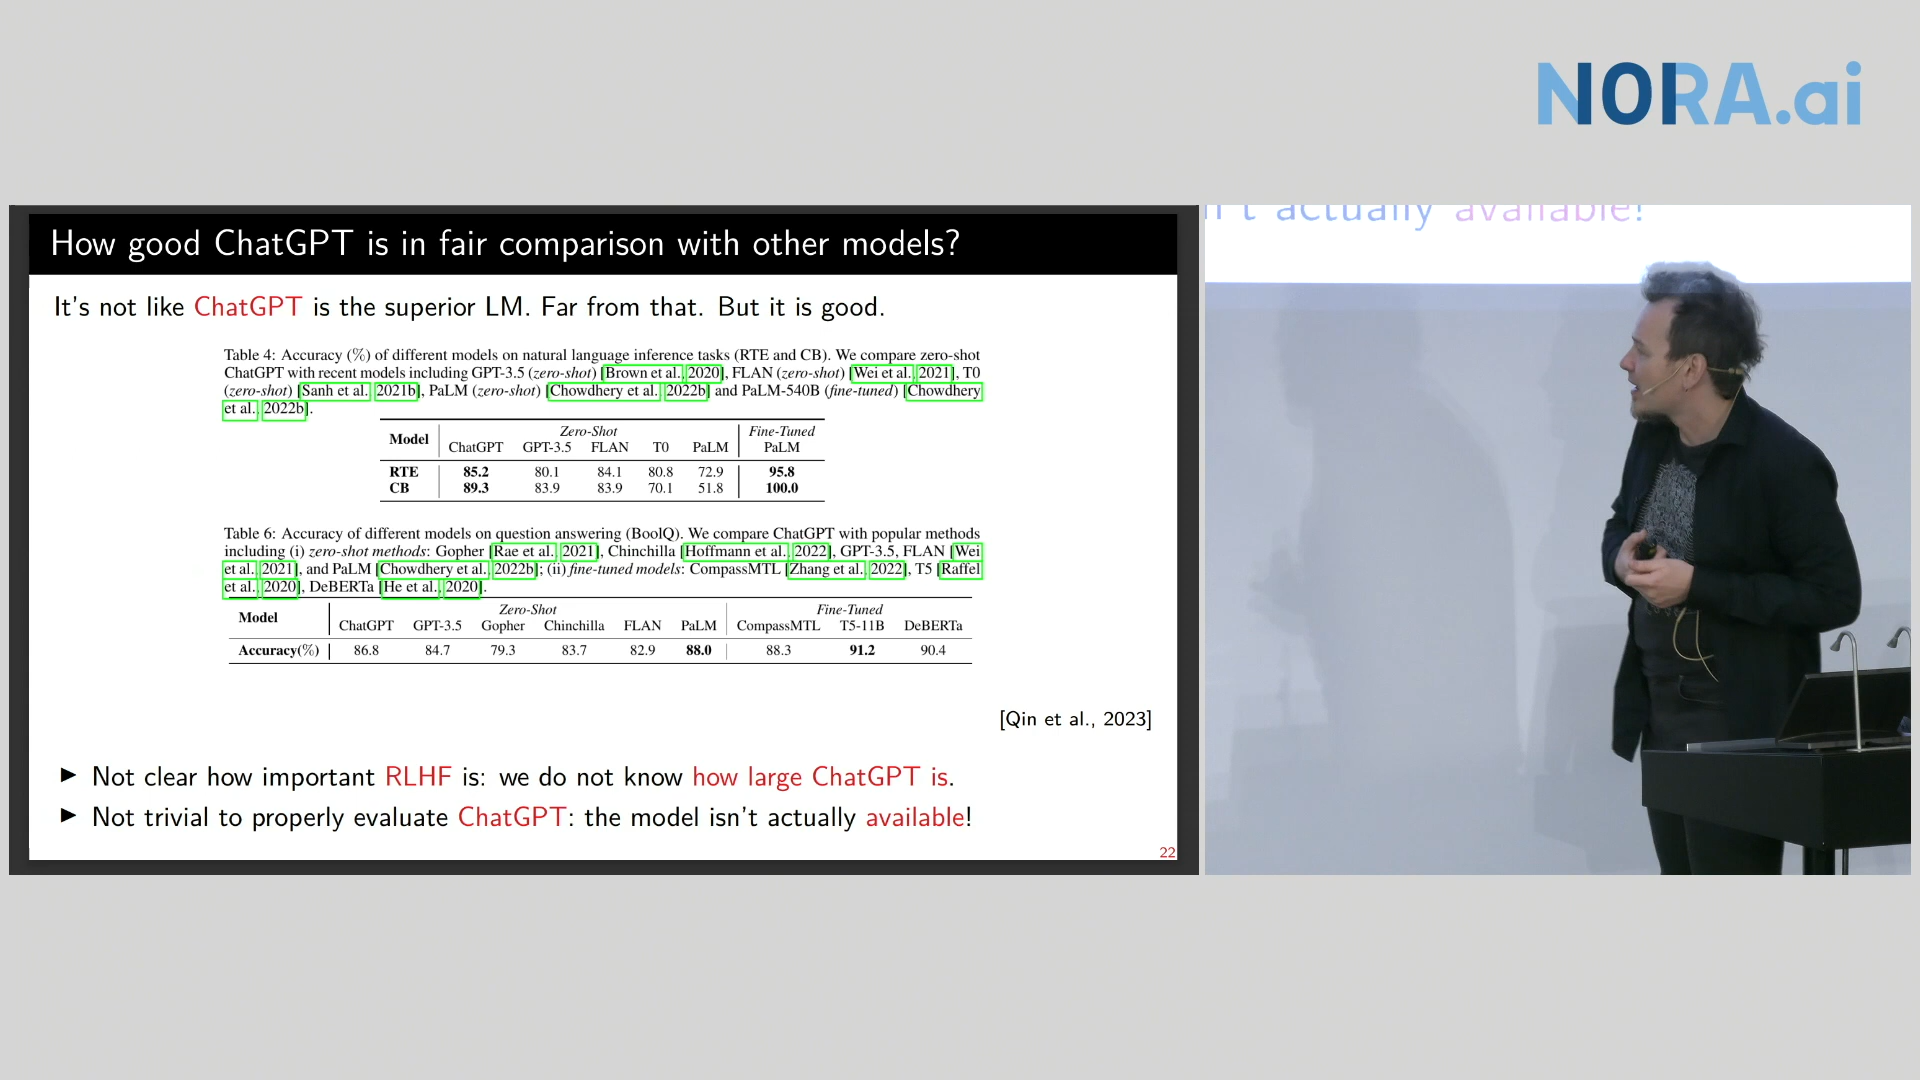 NORA.ai
How good ChatGPT is in fair comparison with other models?
n't actually available!
It's not like ChatGPT is the superior LM. Far from that. But it is good.
Table 4: Accuracy (%) of different models on natural language inference tasks (RTE and CB). We compare zero-shot
ChatGPT with recent models including GPT-3.5 (zero-shot) [Brown et al., 2020], FLAN (zero-shot) [Wei et al., 2021], T0
(zero-shot) [Sanh et al., 2021b], PaLM (zero-shot) [Chowdhery et al., 2022b] and PaLM-540B (fine-tuned) [Chowdhery
et al., 2022b].
Model Zero-Shot Fine-Tuned
ChatGPT GPT-3.5 FLAN T0 PaLM PaLM
RTE 85.2 80.1 84.1 80.8 72.9 95.8
CB 89.3 83.9 83.9 70.1 51.8 100.0
Table 6: Accuracy of different models on question answering (BoolQ). We compare ChatGPT with popular methods
including (i) zero-shot methods: Gopher [Rae et al., 2021], Chinchilla [Hoffmann et al., 2022], GPT-3.5, FLAN [Wei
et al., 2021], and PaLM [Chowdhery et al., 2022b]; (ii) fine-tuned models: CompassMTL [Zhang et al., 2022], T5 [Raffel
et al., 2020], DeBERTa [He et al., 2020].
Model Zero-Shot Fine-Tuned
ChatGPT GPT-3.5 Gopher Chinchilla FLAN PaLM CompassMTL T5-11B DeBERTa
Accuracy(%) 86.8 84.7 79.3 83.7 82.9 88.0 88.3 91.2 90.4
[Qin et al., 2023]
▶ Not clear how important RLHF is: we do not know how large ChatGPT is.
▶ Not trivial to properly evaluate ChatGPT: the model isn't actually available!
22